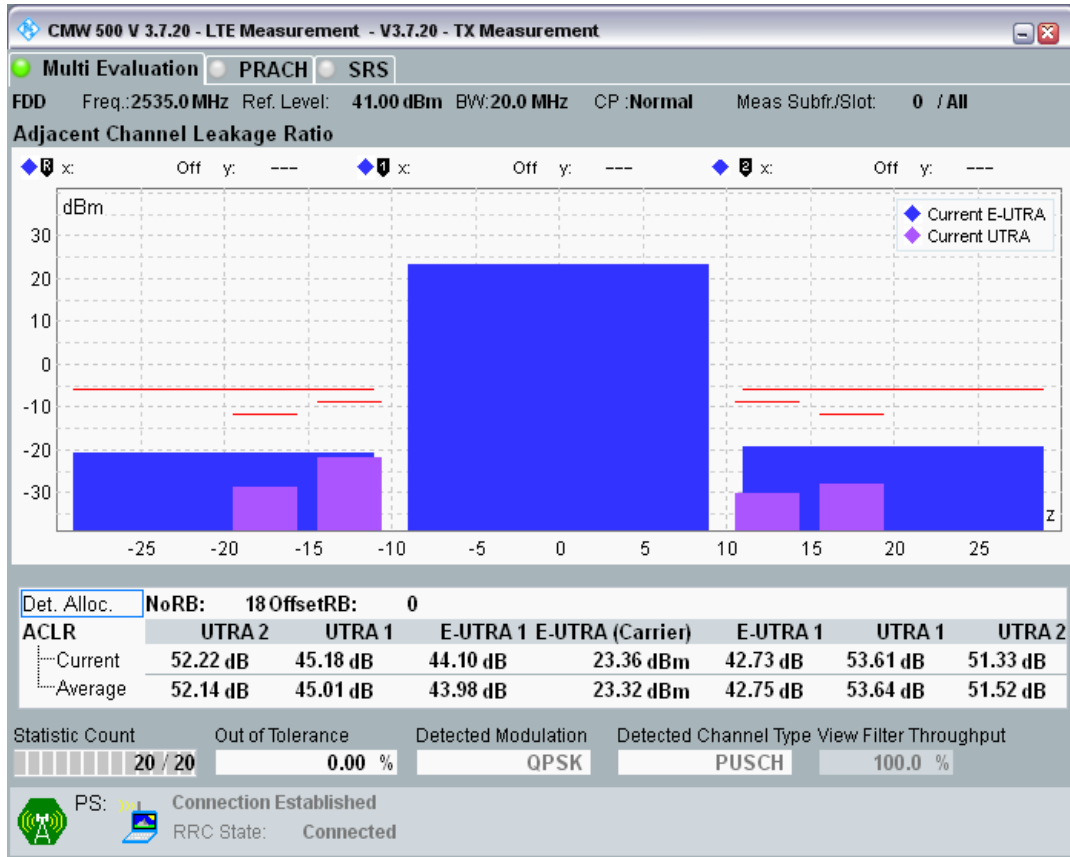 CMW 500 V 3.7.20 - LTE Measurement - V3.7.20 - TX Measurement
Multi Evaluation PRACH SRS
FDD Freq.:2535.0 MHz Ref. Level: 41.00 dBm BW:20.0 MHz CP :Normal Meas Subfr./Slot: 0 / All
Adjacent Channel Leakage Ratio
R x: Off y: --- 1 x: Off y: --- 2 x: Off y: ---
dBm
Current E-UTRA
Current UTRA
30
20
10
0
-10
-20
-30
z
-25 -20 -15 -10 -5 0 5 10 15 20 25
Det. Alloc. NoRB: 18 OffsetRB: 0
ACLR UTRA 2 UTRA 1 E-UTRA 1 E-UTRA (Carrier) E-UTRA 1 UTRA 1 UTRA 2
Current 52.22 dB 45.18 dB 44.10 dB 23.36 dBm 42.73 dB 53.61 dB 51.33 dB
Average 52.14 dB 45.01 dB 43.98 dB 23.32 dBm 42.75 dB 53.64 dB 51.52 dB
Statistic Count Out of Tolerance Detected Modulation Detected Channel Type View Filter Throughput
20 / 20 0.00 % QPSK PUSCH 100.0 %
PS: Connection Established
RRC State: Connected